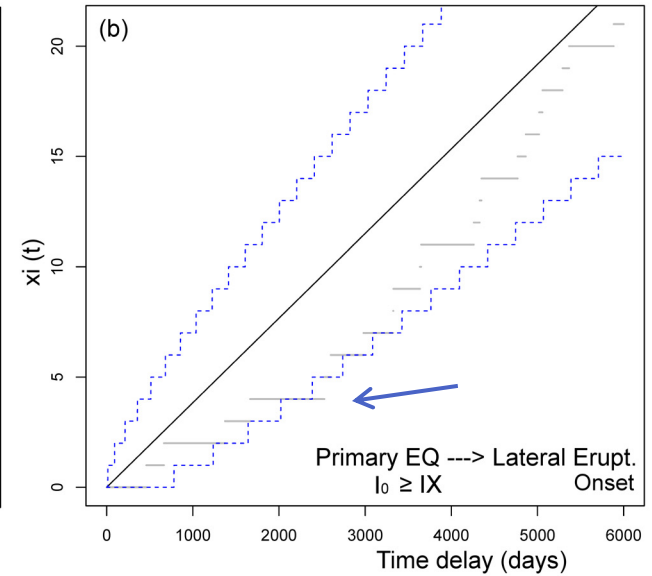 (b)
20
15
10
5
0
xi (t)
Primary EQ ---> Lateral Erupt.
I₀ ≥ IX
Onset
0 1000 2000 3000 4000 5000 6000
Time delay (days)